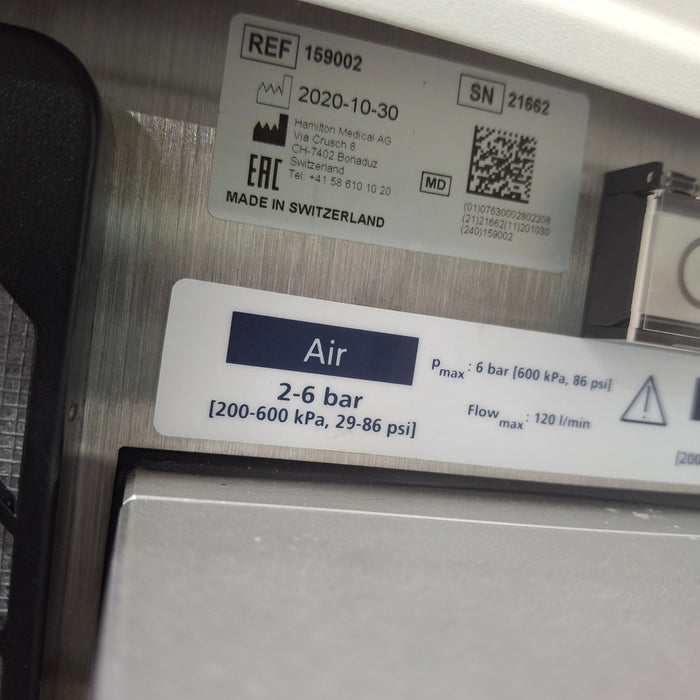 REF 159002
2020-10-30
Hamilton Medical AG
Via Crusch 8
CH-7402 Bonaduz
Switzerland
Tel: +41 58 610 10 20
EAC
MADE IN SWITZERLAND
SN 21662
MD
(01)07630002802208
(21)21662(11)201030
(240)159002
Air
2-6 bar
[200-600 kPa, 29-86 psi]
Pmax : 6 bar [600 kPa, 86 psi]
Flowmax : 120 l/min
[200